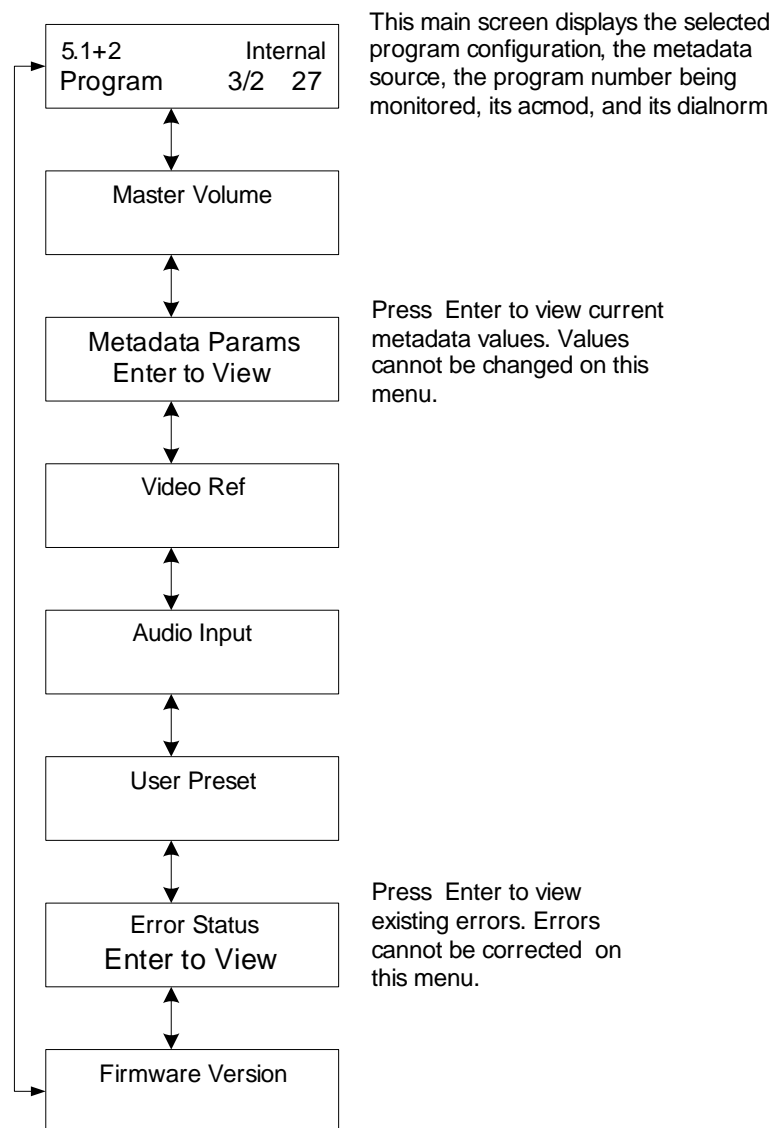 5.1+2 Internal
Program 3/2 27
This main screen displays the selected
program configuration, the metadata
source, the program number being
monitored, its acmod, and its dialnorm
Master Volume
Metadata Params
Enter to View
Press Enter to view current
metadata values. Values
cannot be changed on this
menu.
Video Ref
Audio Input
User Preset
Error Status
Enter to View
Press Enter to view
existing errors. Errors
cannot be corrected on
this menu.
Firmware Version